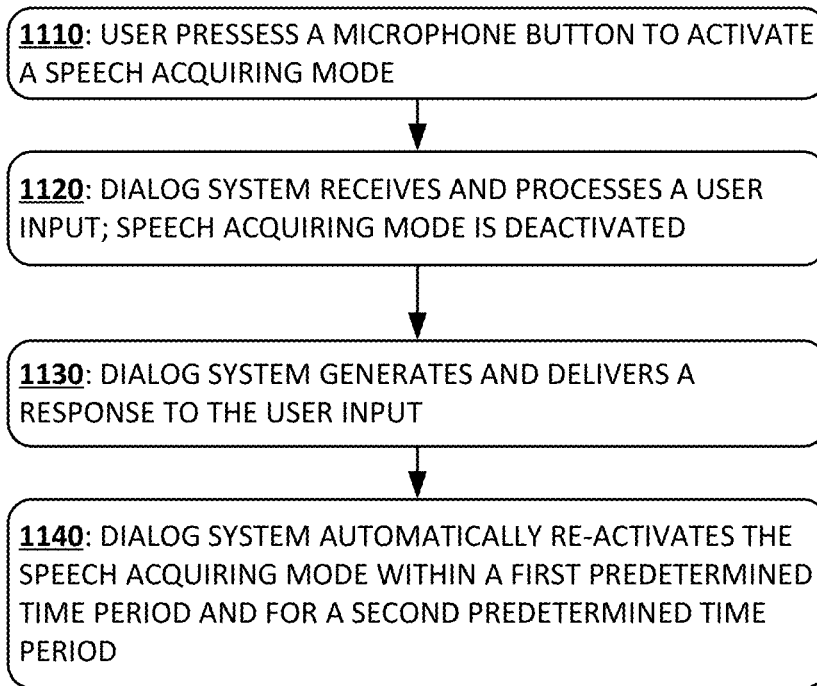 1110: USER PRESSESS A MICROPHONE BUTTON TO ACTIVATE
A SPEECH ACQUIRING MODE
1120: DIALOG SYSTEM RECEIVES AND PROCESSES A USER
INPUT; SPEECH ACQUIRING MODE IS DEACTIVATED
1130: DIALOG SYSTEM GENERATES AND DELIVERS A
RESPONSE TO THE USER INPUT
1140: DIALOG SYSTEM AUTOMATICALLY RE-ACTIVATES THE
SPEECH ACQUIRING MODE WITHIN A FIRST PREDETERMINED
TIME PERIOD AND FOR A SECOND PREDETERMINED TIME
PERIOD